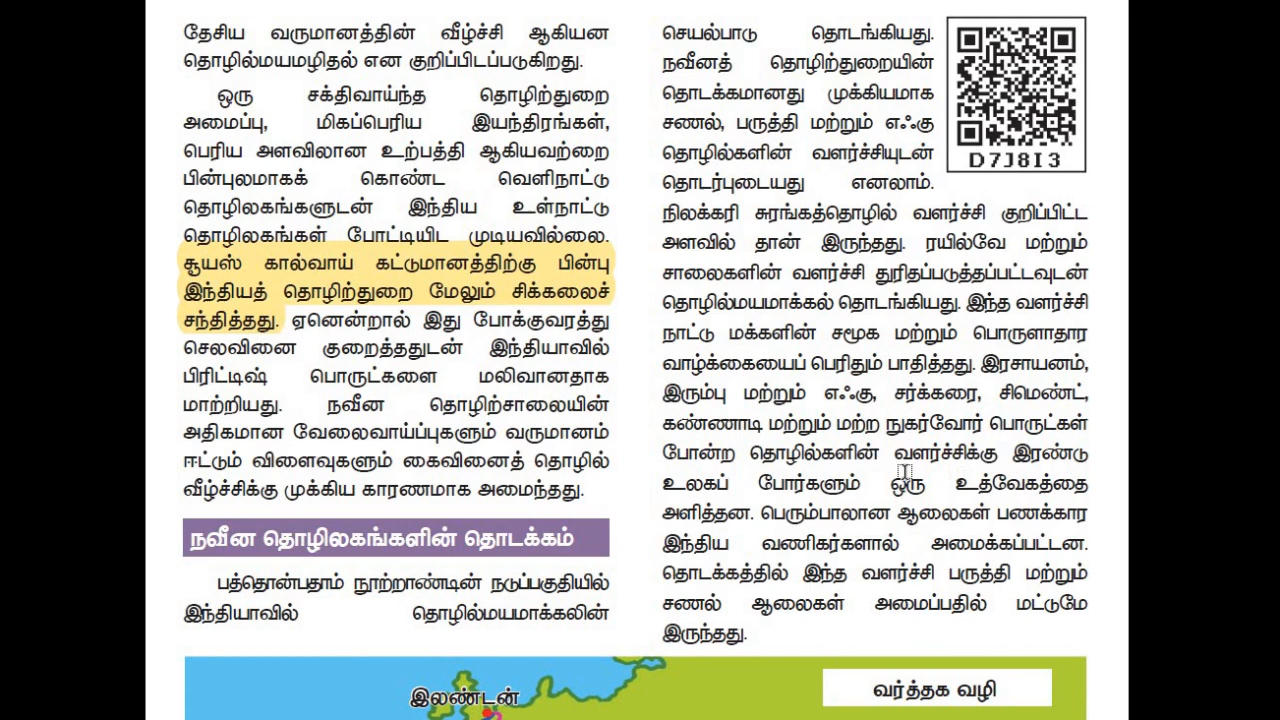 தேசிய வருமானத்தின் வீழ்ச்சி ஆகியன
தொழில்மயமழிதல் என குறிப்பிடப்படுகிறது.
ஒரு சக்திவாய்ந்த தொழிற்துறை
அமைப்பு, மிகப்பெரிய இயந்திரங்கள்,
பெரிய அளவிலான உற்பத்தி ஆகியவற்றை
பின்புலமாகக் கொண்ட வெளிநாட்டு
தொழிலகங்களுடன் இந்திய உள்நாட்டு
தொழிலகங்கள் போட்டியிட முடியவில்லை.
சூயஸ் கால்வாய் கட்டுமானத்திற்கு பின்பு
இந்தியத் தொழிற்துறை மேலும் சிக்கலைச்
சந்தித்தது. ஏனென்றால் இது போக்குவரத்து
செலவினை குறைத்ததுடன் இந்தியாவில்
பிரிட்டிஷ் பொருட்களை மலிவானதாக
மாற்றியது. நவீன தொழிற்சாலையின்
அதிகமான வேலைவாய்ப்புகளும் வருமானம்
ஈட்டும் விளைவுகளும் கைவினைத் தொழில்
வீழ்ச்சிக்கு முக்கிய காரணமாக அமைந்தது.
நவீன தொழிலகங்களின் தொடக்கம்
பத்தொன்பதாம் நூற்றாண்டின் நடுப்பகுதியில்
இந்தியாவில் தொழில்மயமாக்கலின்
செயல்பாடு தொடங்கியது.
நவீனத் தொழிற்துறையின்
தொடக்கமானது முக்கியமாக
சணல், பருத்தி மற்றும் எஃகு
தொழில்களின் வளர்ச்சியுடன்
தொடர்புடையது எனலாம்.
நிலக்கரி சுரங்கத்தொழில் வளர்ச்சி குறிப்பிட்ட
அளவில் தான் இருந்தது. ரயில்வே மற்றும்
சாலைகளின் வளர்ச்சி துரிதப்படுத்தப்பட்டவுடன்
தொழில்மயமாக்கல் தொடங்கியது. இந்த வளர்ச்சி
நாட்டு மக்களின் சமூக மற்றும் பொருளாதார
வாழ்க்கையைப் பெரிதும் பாதித்தது. இரசாயனம்,
இரும்பு மற்றும் எஃகு, சர்க்கரை, சிமெண்ட்,
கண்ணாடி மற்றும் மற்ற நுகர்வோர் பொருட்கள்
போன்ற தொழில்களின் வளர்ச்சிக்கு இரண்டு
உலகப் போர்களும் ஒரு உத்வேகத்தை
அளித்தன. பெரும்பாலான ஆலைகள் பணக்கார
இந்திய வணிகர்களால் அமைக்கப்பட்டன.
தொடக்கத்தில் இந்த வளர்ச்சி பருத்தி மற்றும்
சணல் ஆலைகள் அமைப்பதில் மட்டுமே
இருந்தது.
D7J8I3
இலண்டன்
வர்த்தக வழி